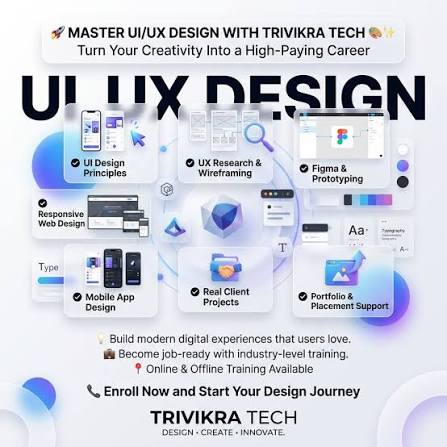 🚀 MASTER UI/UX DESIGN WITH TRIVIKRA TECH 🎨✨
Turn Your Creativity Into a High-Paying Career
UI UX DESIGN
UI Design
Principles
UX Research &
Wireframing
Figma &
Prototyping
Responsive
Web Design
Aa
Typography
T
Type
Mobile App
Design
Real Client
Projects
Portfolio &
Placement Support
💡 Build modern digital experiences that users love.
💼 Become job-ready with industry-level training.
📍 Online & Offline Training Available
📞 Enroll Now and Start Your Design Journey
TRIVIKRA TECH
DESIGN • CREATE • INNOVATE.